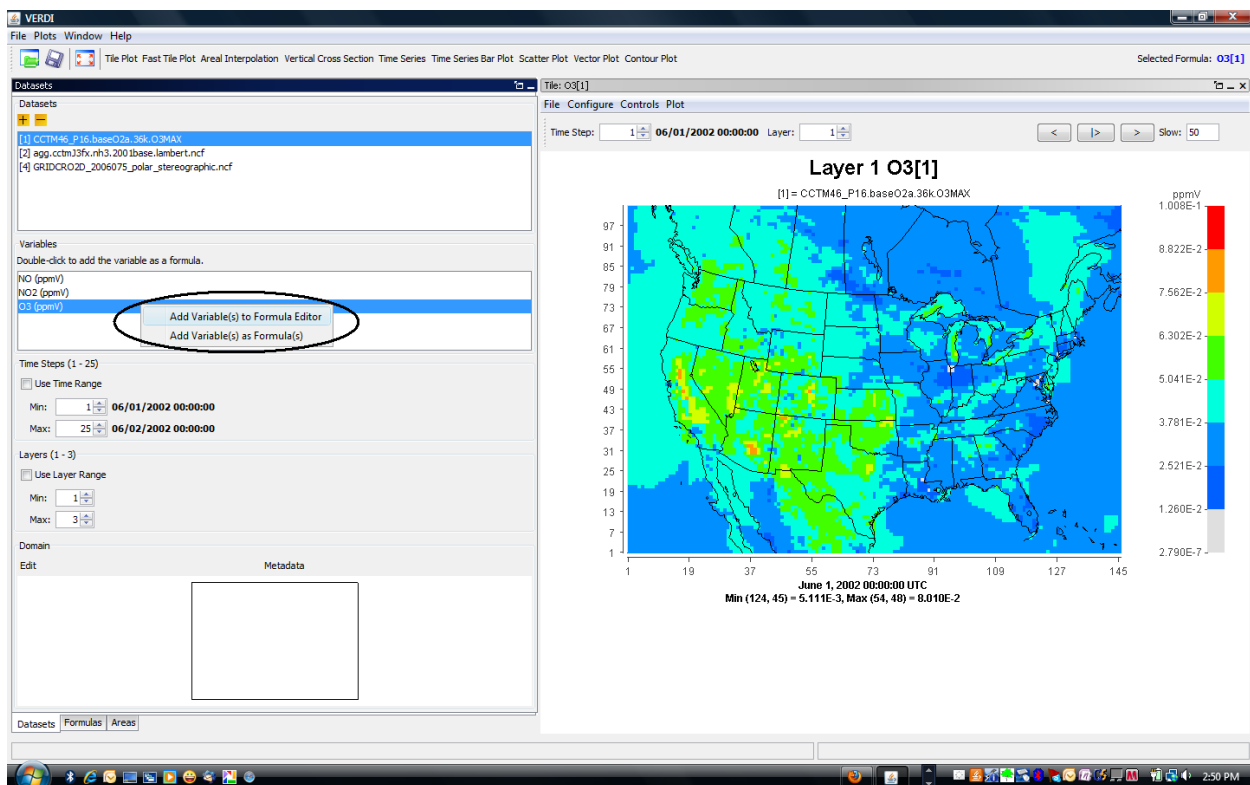 VERDI
File Plots Window Help
Tile Plot Fast Tile Plot Areal Interpolation Vertical Cross Section Time Series Time Series Bar Plot Scatter Plot Vector Plot Contour Plot
Selected Formula: O3[1]
Datasets
Datasets
[1] CCTM46_P16.baseO2a.36k.O3MAX
[2] agg.cctmJ3fx.nh3.2001base.lambert.ncf
[4] GRIDCRO2D_2006075_polar_stereographic.ncf
Variables
Double-click to add the variable as a formula.
NO (ppmV)
NO2 (ppmV)
O3 (ppmV)
Add Variable(s) to Formula Editor
Add Variable(s) as Formula(s)
Time Steps (1 - 25)
Use Time Range
Min: 1 06/01/2002 00:00:00
Max: 25 06/02/2002 00:00:00
Layers (1 - 3)
Use Layer Range
Min: 1
Max: 3
Domain
Edit Metadata
Datasets Formulas Areas
Tile: O3[1]
File Configure Controls Plot
Time Step: 1 06/01/2002 00:00:00 Layer: 1 < |> > Slow: 50
Layer 1 O3[1]
[1] = CCTM46_P16.baseO2a.36k.O3MAX
97
91
85
79
73
67
61
55
49
43
37
31
25
19
13
7
1
1 19 37 55 73 91 109 127 145
June 1, 2002 00:00:00 UTC
Min (124, 45) = 5.111E-3, Max (54, 48) = 8.010E-2
ppmV
1.008E-1
8.822E-2
7.562E-2
6.302E-2
5.041E-2
3.781E-2
2.521E-2
1.260E-2
2.790E-7
2:50 PM